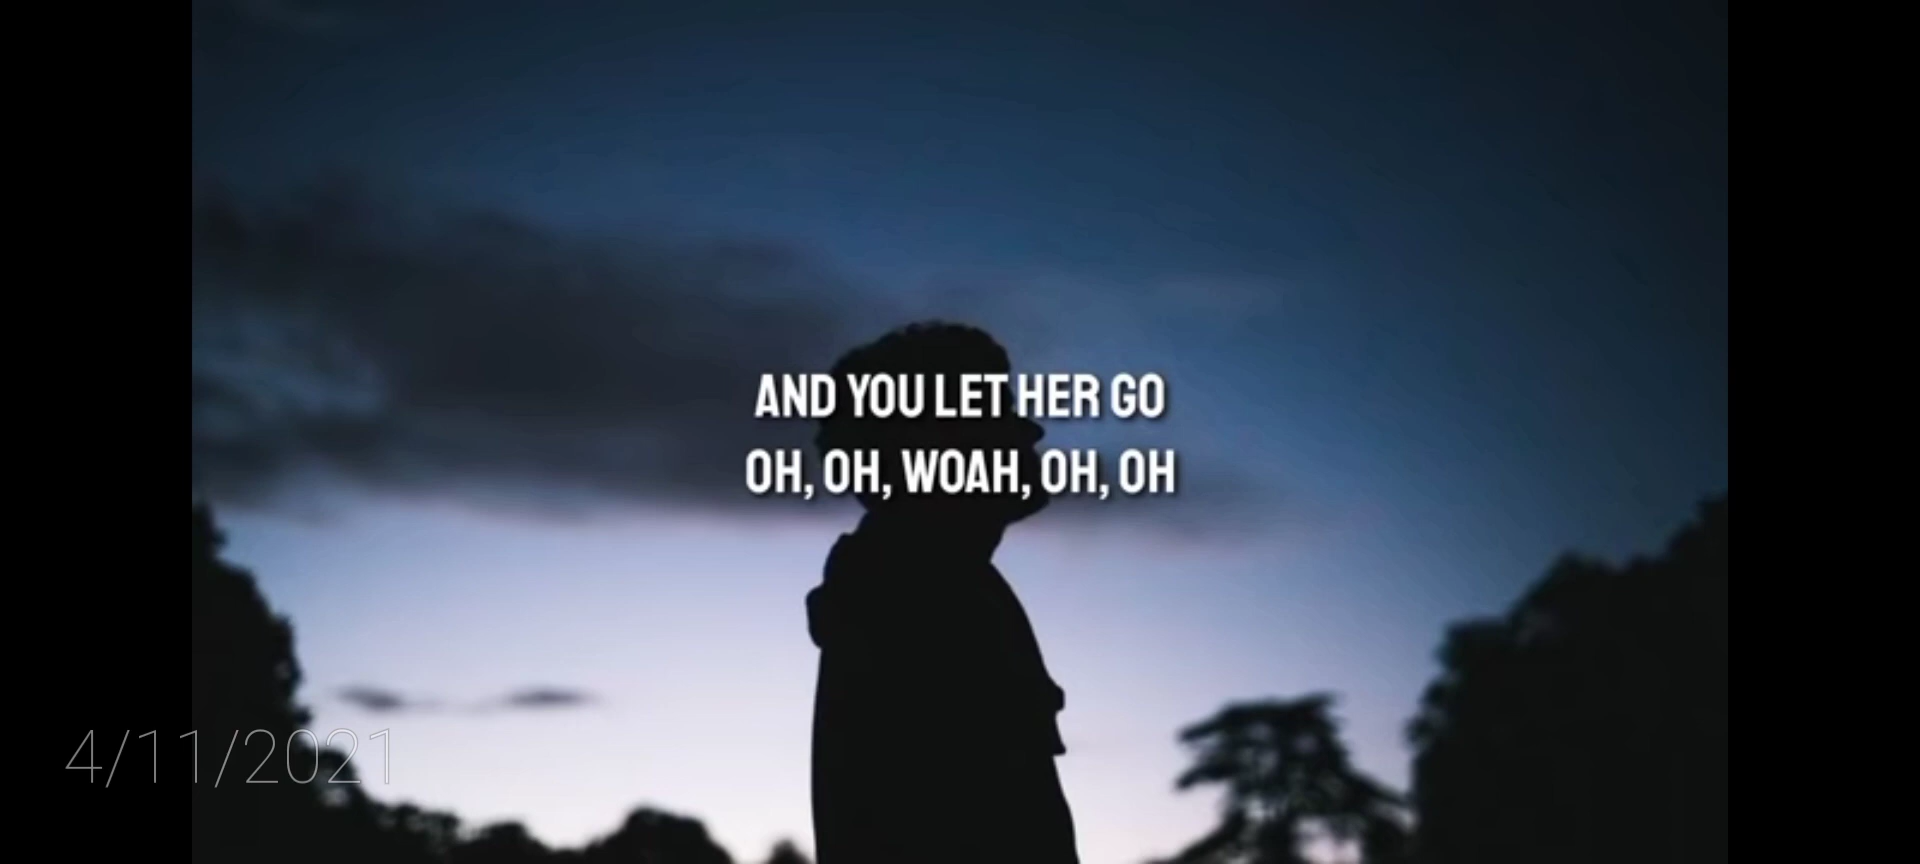 AND YOU LET HER GO
OH, OH, WOAH, OH, OH
4/11/2021